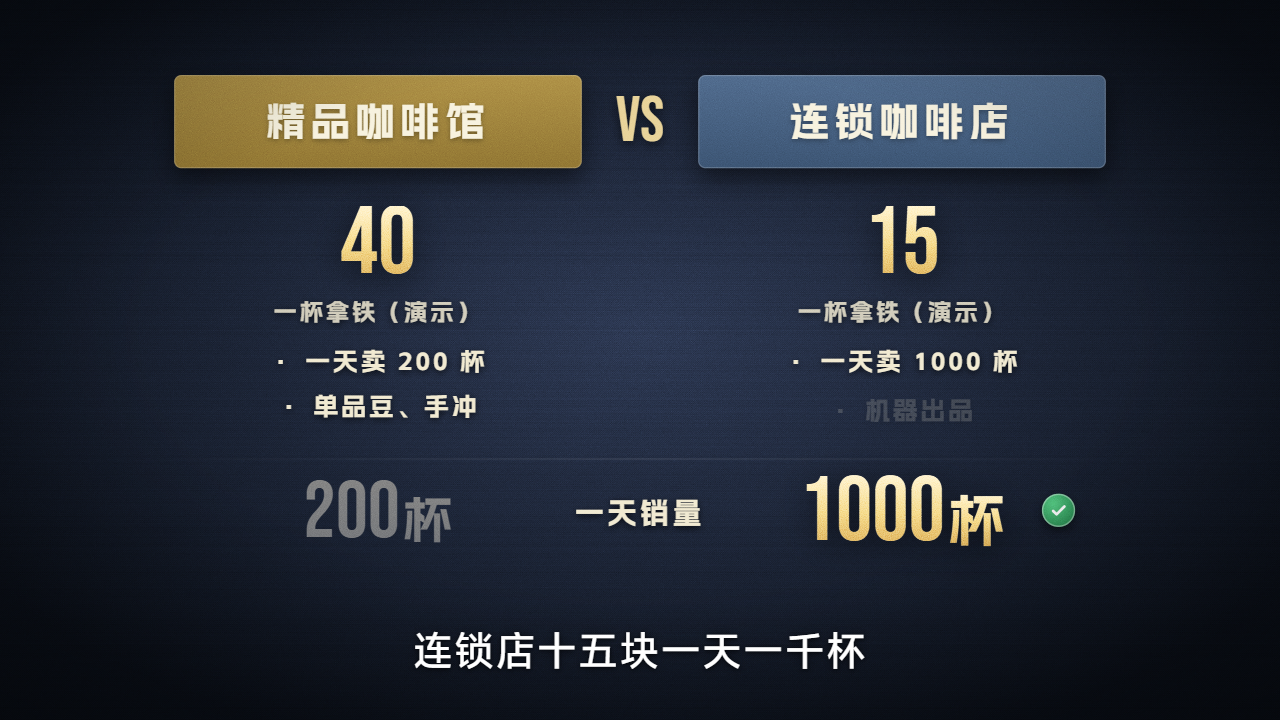 精品咖啡馆 VS 连锁咖啡店
40 15
一杯拿铁（演示） 一杯拿铁（演示）
· 一天卖 200 杯 · 一天卖 1000 杯
· 单品豆、手冲 · 机器出品
200杯 一天销量 1000杯
连锁店十五块一天一千杯